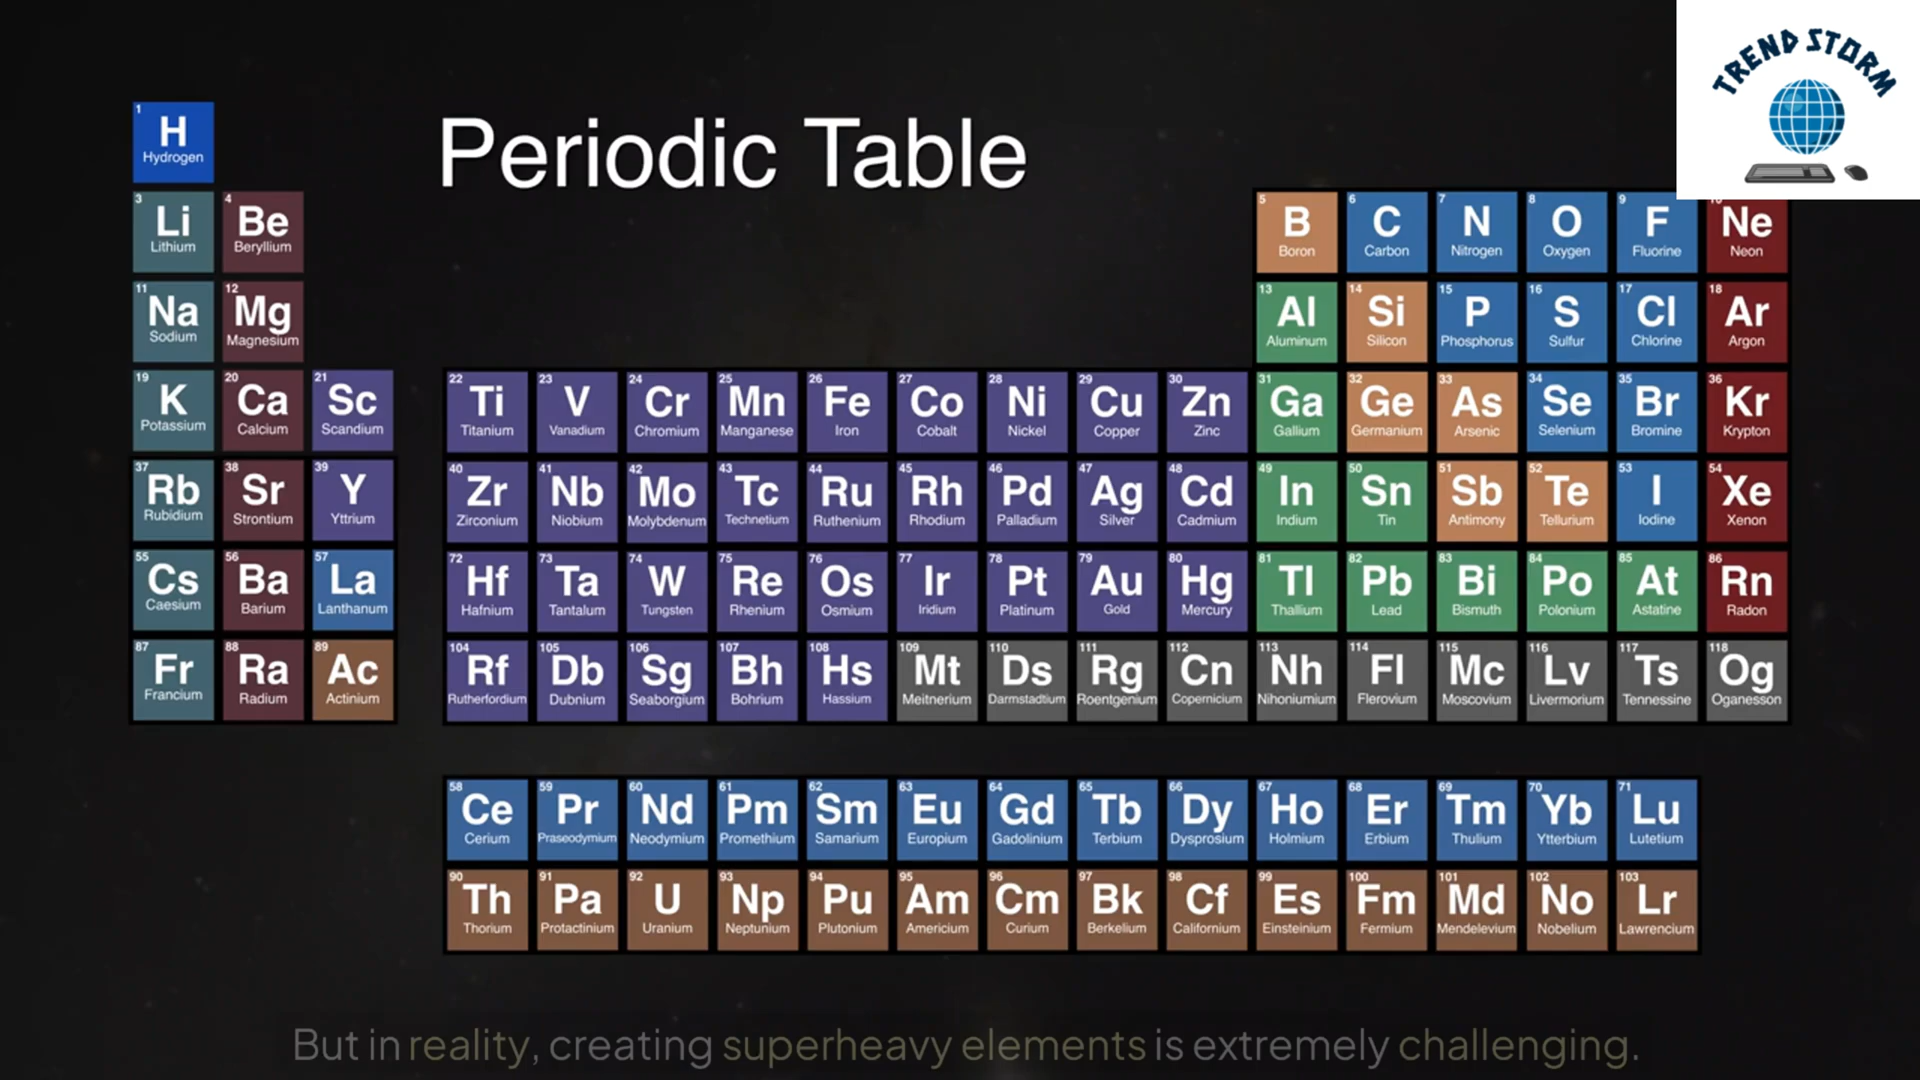 TREND STORM
Periodic Table
1 H Hydrogen
3 Li Lithium 4 Be Beryllium 5 B Boron 6 C Carbon 7 N Nitrogen 8 O Oxygen 9 F Fluorine Ne Neon
11 Na Sodium 12 Mg Magnesium 13 Al Aluminum 14 Si Silicon 15 P Phosphorus 16 S Sulfur 17 Cl Chlorine 18 Ar Argon
19 K Potassium 20 Ca Calcium 21 Sc Scandium 22 Ti Titanium 23 V Vanadium 24 Cr Chromium 25 Mn Manganese 26 Fe Iron 27 Co Cobalt 28 Ni Nickel 29 Cu Copper 30 Zn Zinc 31 Ga Gallium 32 Ge Germanium 33 As Arsenic 34 Se Selenium 35 Br Bromine 36 Kr Krypton
37 Rb Rubidium 38 Sr Strontium 39 Y Yttrium 40 Zr Zirconium 41 Nb Niobium 42 Mo Molybdenum 43 Tc Technetium 44 Ru Ruthenium 45 Rh Rhodium 46 Pd Palladium 47 Ag Silver 48 Cd Cadmium 49 In Indium 50 Sn Tin 51 Sb Antimony 52 Te Tellurium 53 I Iodine 54 Xe Xenon
55 Cs Caesium 56 Ba Barium 57 La Lanthanum 72 Hf Hafnium 73 Ta Tantalum 74 W Tungsten 75 Re Rhenium 76 Os Osmium 77 Ir Iridium 78 Pt Platinum 79 Au Gold 80 Hg Mercury 81 Tl Thallium 82 Pb Lead 83 Bi Bismuth 84 Po Polonium 85 At Astatine 86 Rn Radon
87 Fr Francium 88 Ra Radium 89 Ac Actinium 104 Rf Rutherfordium 105 Db Dubnium 106 Sg Seaborgium 107 Bh Bohrium 108 Hs Hassium 109 Mt Meitnerium 110 Ds Darmstadtium 111 Rg Roentgenium 112 Cn Copernicium 113 Nh Nihoniumium 114 Fl Flerovium 115 Mc Moscovium 116 Lv Livermorium 117 Ts Tennessine 118 Og Oganesson
58 Ce Cerium 59 Pr Praseodymium 60 Nd Neodymium 61 Pm Promethium 62 Sm Samarium 63 Eu Europium 64 Gd Gadolinium 65 Tb Terbium 66 Dy Dysprosium 67 Ho Holmium 68 Er Erbium 69 Tm Thulium 70 Yb Ytterbium 71 Lu Lutetium
90 Th Thorium 91 Pa Protactinium 92 U Uranium 93 Np Neptunium 94 Pu Plutonium 95 Am Americium 96 Cm Curium 97 Bk Berkelium 98 Cf Californium 99 Es Einsteinium 100 Fm Fermium 101 Md Mendelevium 102 No Nobelium 103 Lr Lawrencium
But in reality, creating superheavy elements is extremely challenging.